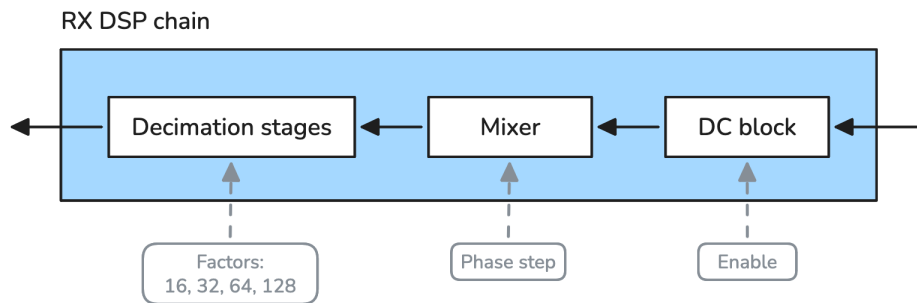 RX DSP chain
Decimation stages
Mixer
DC block
Factors:
16, 32, 64, 128
Phase step
Enable